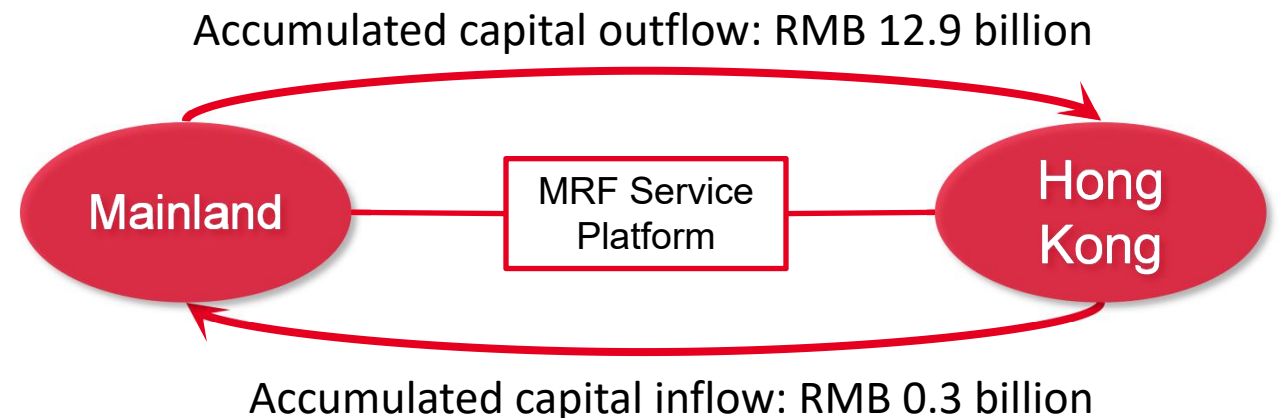 Accumulated capital outflow: RMB 12.9 billion
Mainland
MRF Service
Platform
Hong
Kong
Accumulated capital inflow: RMB 0.3 billion